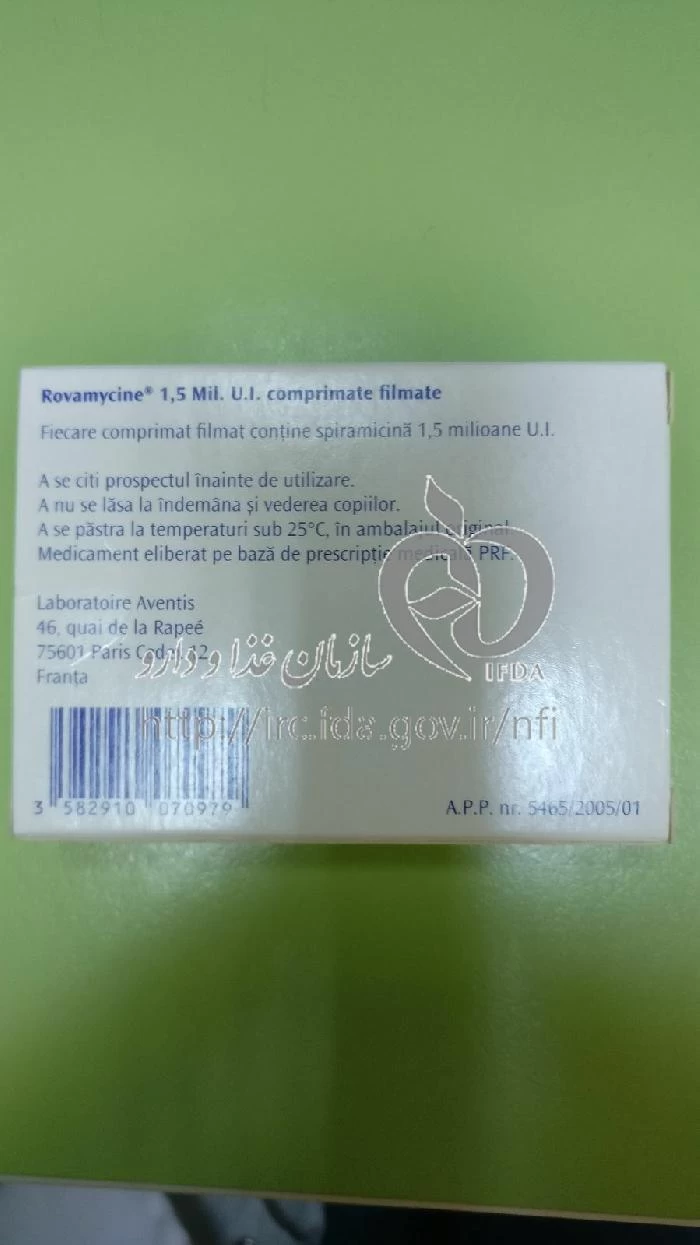 Rovamycine® 1,5 Mil. U.I. comprimate filmate
Fiecare comprimat filmat conține spiramicină 1,5 milioane U.I.
A se citi prospectul înainte de utilizare.
A nu se lăsa la îndemâna și vederea copiilor.
A se păstra la temperaturi sub 25°C, în ambalajul original.
Medicament eliberat pe bază de prescripție medicală PRF.
Laboratoire Aventis
46, quai de la Rapeé
75601 Paris Cedex 12
Franța
سازمان غذا و دارو
IFDA
http://irc.fda.gov.ir/nfi
3 582910 070979
A.P.P. nr. 5465/2005/01